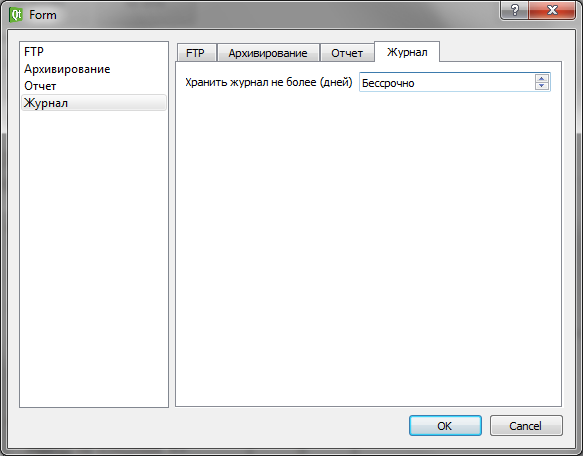 Form
FTP
Архивирование
Отчет
Журнал
FTP Архивирование Отчет Журнал
Хранить журнал не более (дней) Бессрочно
OK Cancel